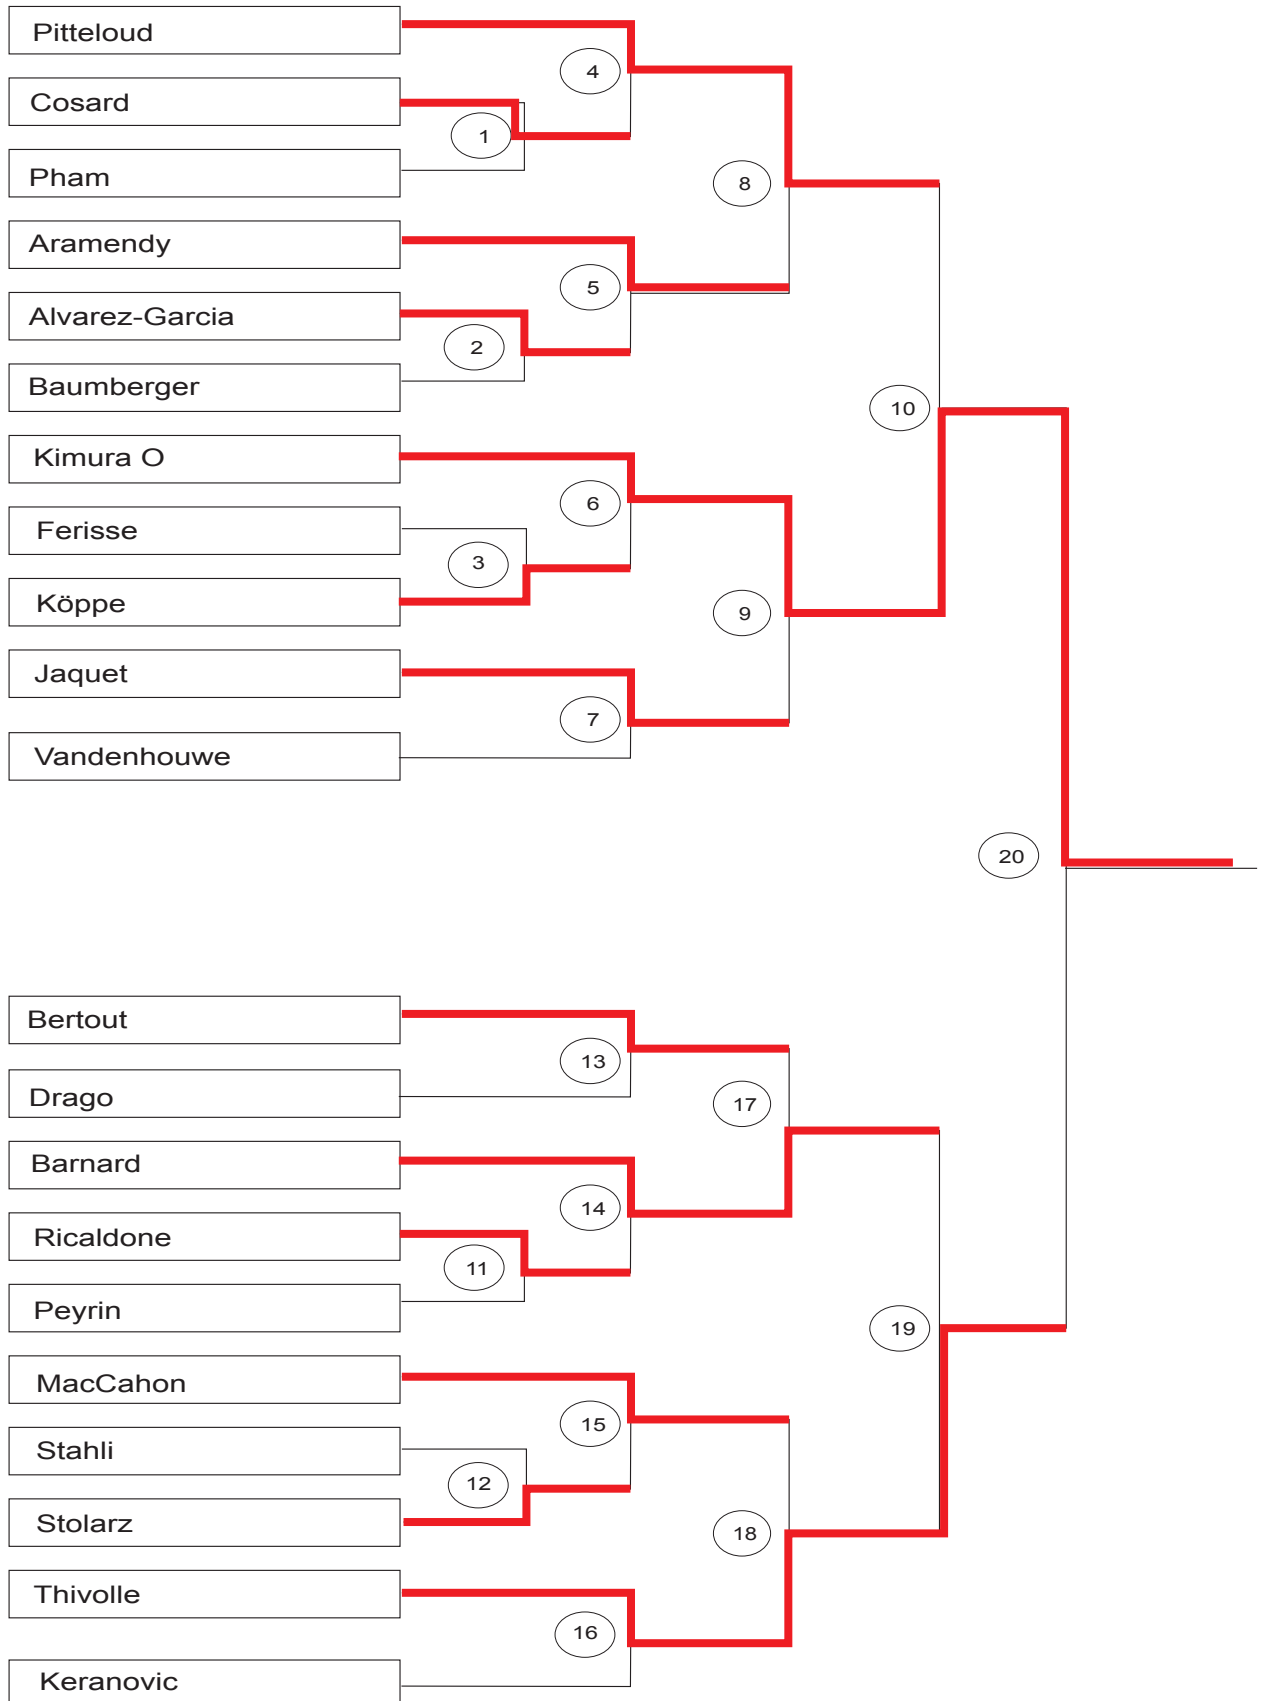 Pitteloud
4
Cosard
1
Pham
8
Aramendy
5
Alvarez-Garcia
2
Baumberger
10
Kimura O
6
Ferisse
3
Köppe
9
Jaquet
7
Vandenhouwe
20
Bertout
13
Drago
17
Barnard
14
Ricaldone
11
Peyrin
19
MacCahon
15
Stahli
12
Stolarz
18
Thivolle
16
Keranovic